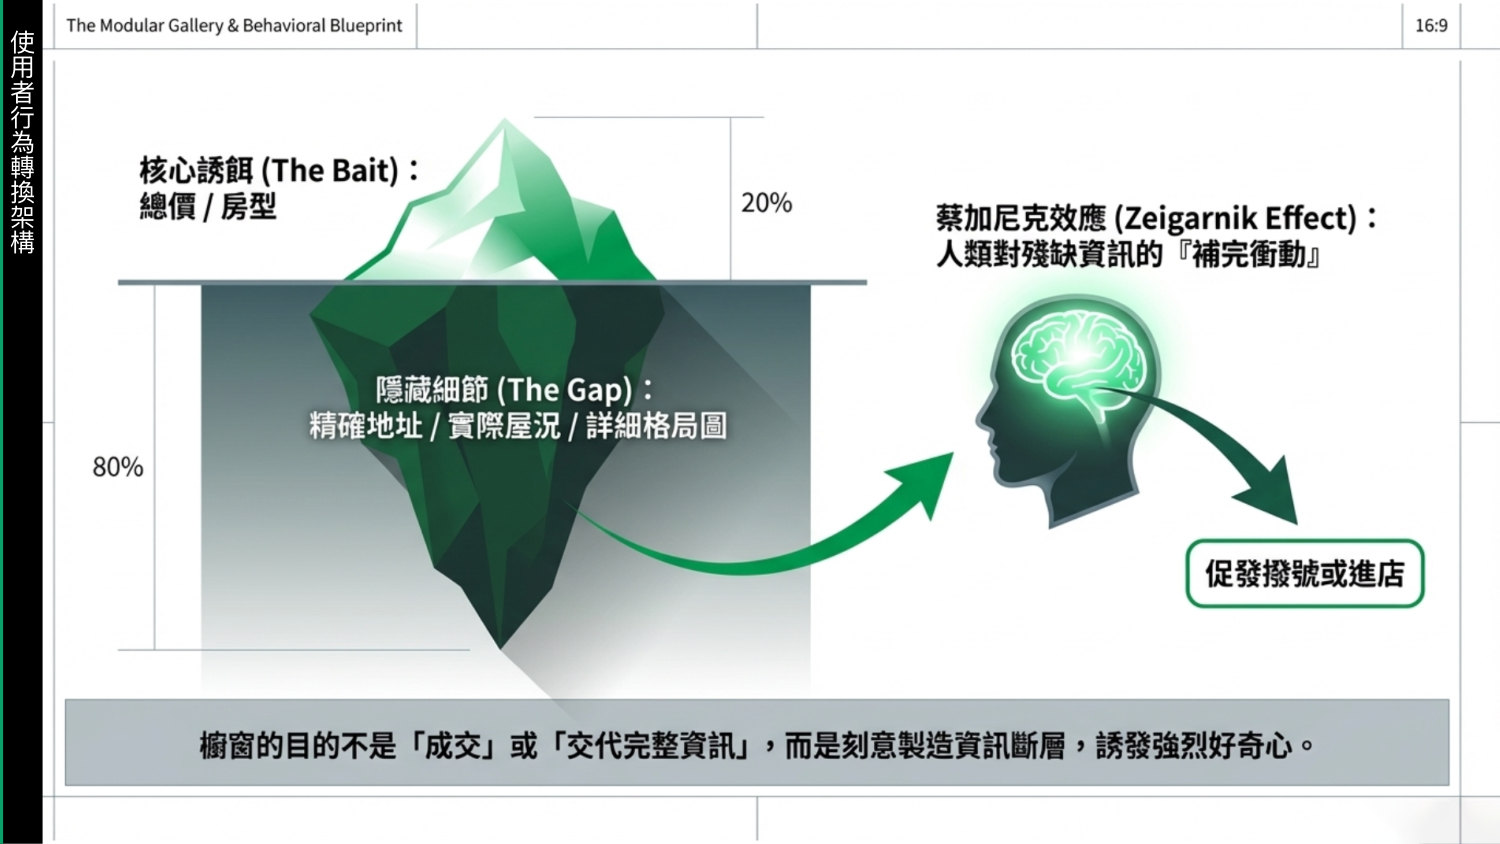 使用者行為轉換架構
The Modular Gallery & Behavioral Blueprint
16:9
核心誘餌 (The Bait)：
總價 / 房型
20%
蔡加尼克效應 (Zeigarnik Effect)：
人類對殘缺資訊的『補完衝動』
隱藏細節 (The Gap)：
精確地址 / 實際屋況 / 詳細格局圖
80%
促發撥號或進店
櫥窗的目的不是「成交」或「交代完整資訊」，而是刻意製造資訊斷層，誘發強烈好奇心。